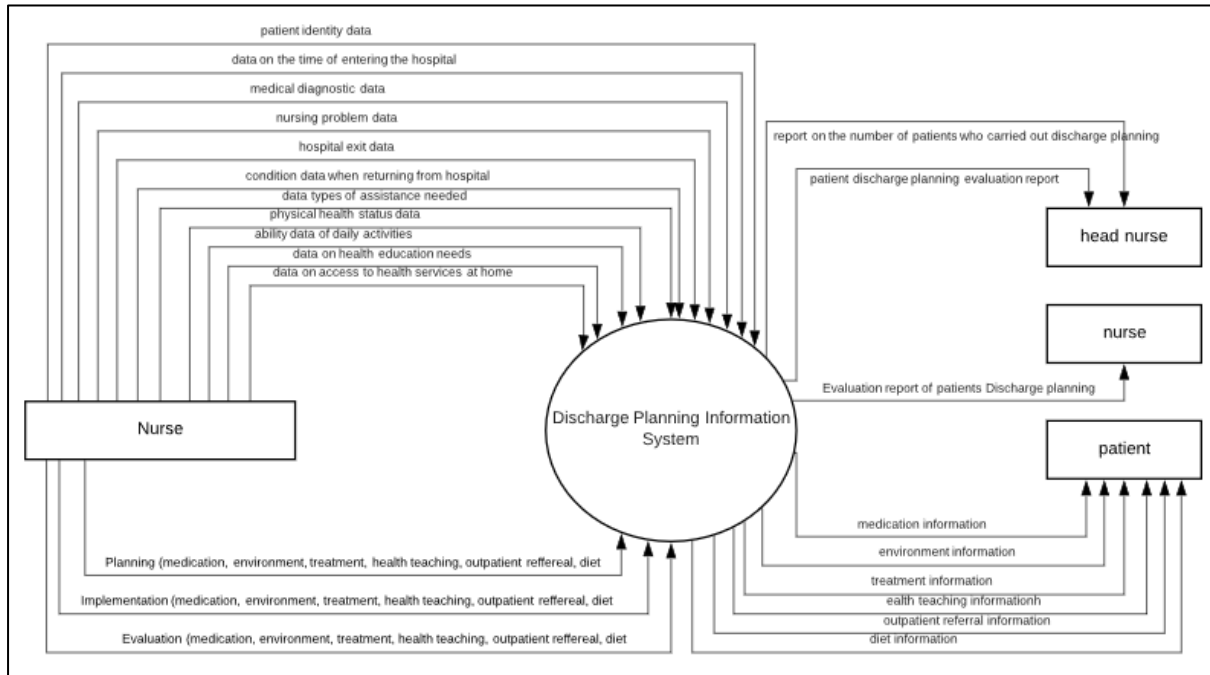 patient identity data
data on the time of entering the hospital
medical diagnostic data
nursing problem data
hospital exit data
condition data when returning from hospital
data types of assistance needed
physical health status data
ability data of daily activities
data on health education needs
data on access to health services at home
report on the number of patients who carried out discharge planning
patient discharge planning evaluation report
head nurse
nurse
Evaluation report of patients Discharge planning
Nurse
Discharge Planning Information
System
patient
medication information
environment information
treatment information
ealth teaching informationh
outpatient referral information
diet information
Planning (medication, environment, treatment, health teaching, outpatient reffereal, diet
Implementation (medication, environment, treatment, health teaching, outpatient reffereal, diet
Evaluation (medication, environment, treatment, health teaching, outpatient reffereal, diet